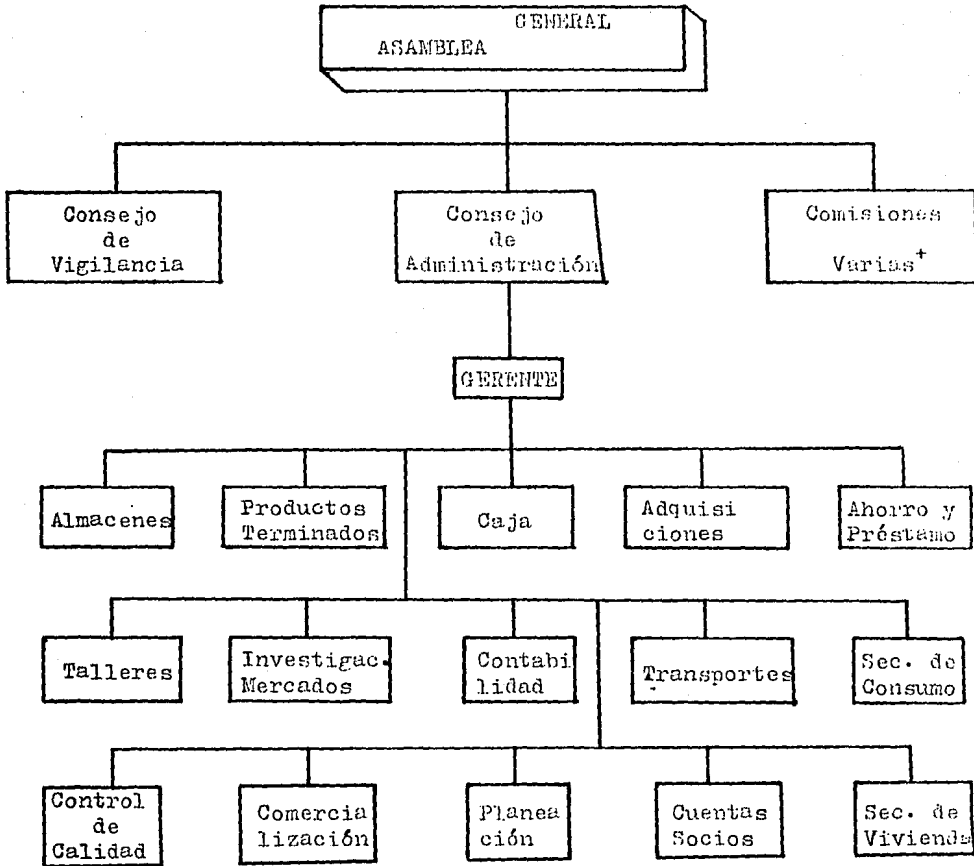 GENERAL
ASAMBLEA
Consejo
de
Vigilancia
Consejo
de
Administración
Comisiones
Varias+
GERENTE
Almacenes
Productos
Terminados
Caja
Adquisi
ciones
Ahorro y
Préstamo
Talleres
Investigac.
Mercados
Contabi
lidad
Transportes
Sec. de
Consumo
Control
de
Calidad
Comercia
lización
Planea
ción
Cuentas
Socios
Sec. de
Vivienda